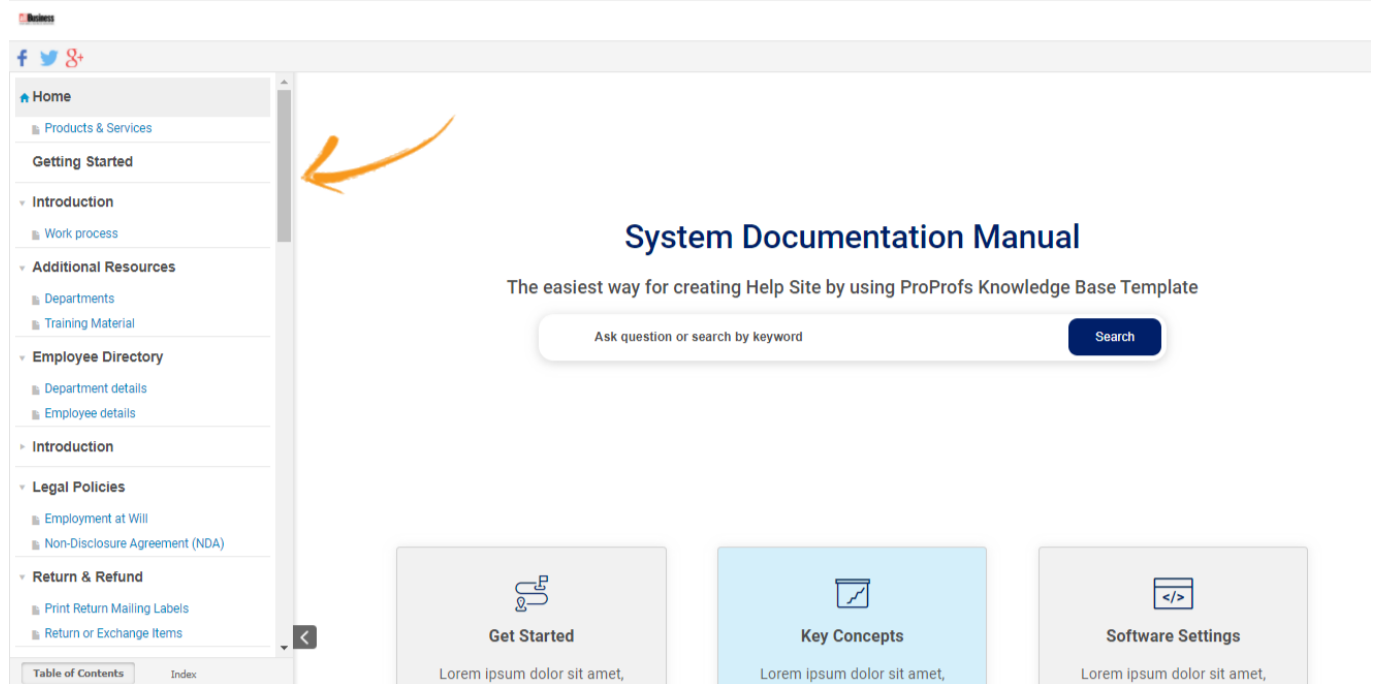 Business
Home
Products & Services
Getting Started
Introduction
Work process
Additional Resources
Departments
Training Material
Employee Directory
Department details
Employee details
Introduction
Legal Policies
Employment at Will
Non-Disclosure Agreement (NDA)
Return & Refund
Print Return Mailing Labels
Return or Exchange Items
Table of Contents
Index
System Documentation Manual
The easiest way for creating Help Site by using ProProfs Knowledge Base Template
Ask question or search by keyword
Search
Get Started
Lorem ipsum dolor sit amet,
Key Concepts
Lorem ipsum dolor sit amet,
</> 
Software Settings
Lorem ipsum dolor sit amet,